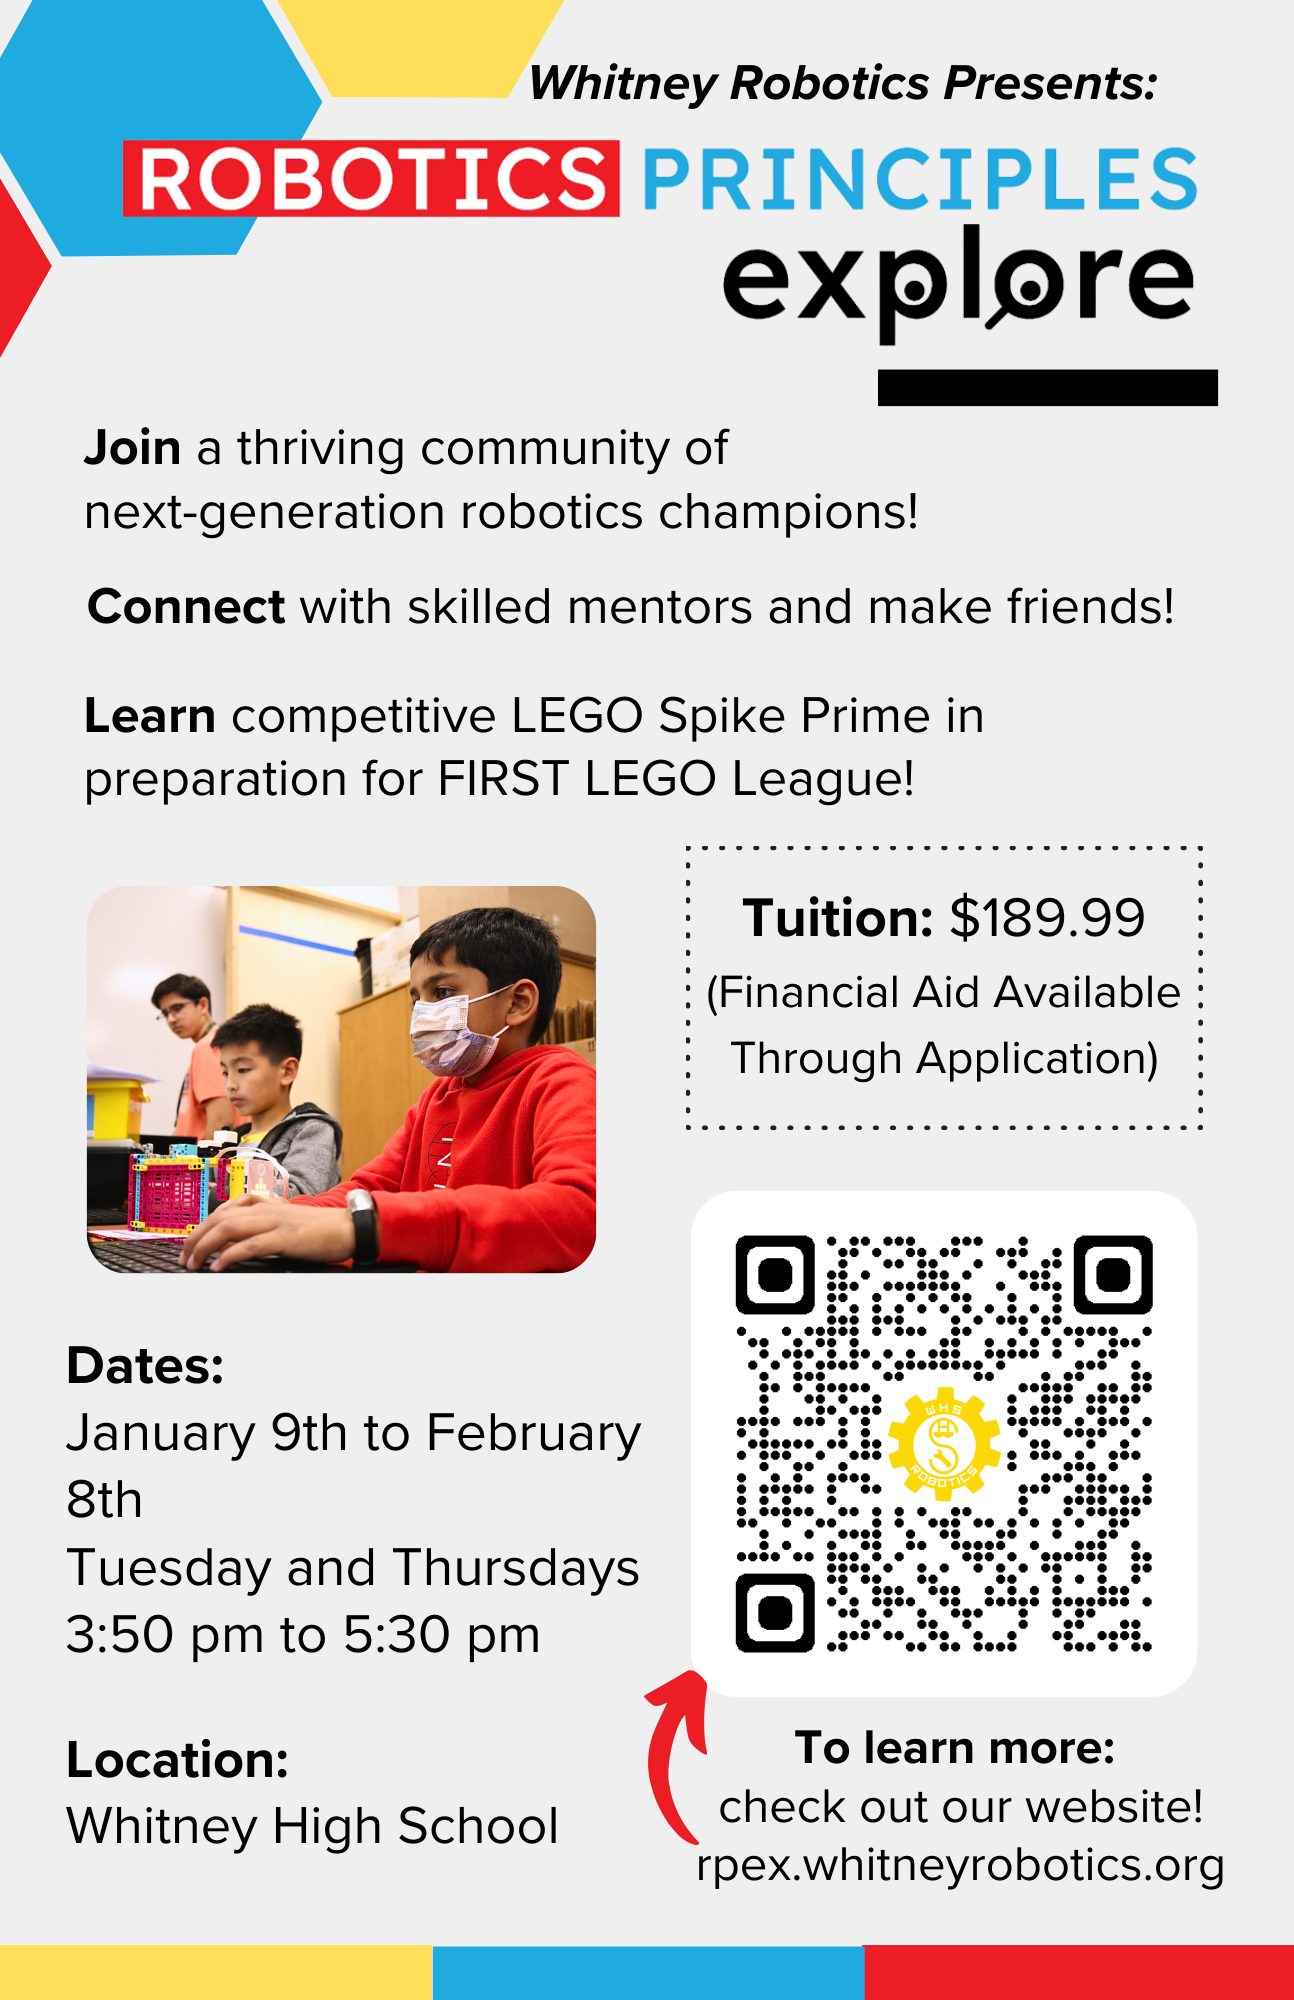 Whitney Robotics Presents:
ROBOTICS PRINCIPLES
explore
Join a thriving community of
next-generation robotics champions!
Connect with skilled mentors and make friends!
Learn competitive LEGO Spike Prime in
preparation for FIRST LEGO League!
Tuition: $189.99
(Financial Aid Available
Through Application)
Dates:
January 9th to February
8th
Tuesday and Thursdays
3:50 pm to 5:30 pm
Location:
Whitney High School
WHS
ROBOTICS
To learn more:
check out our website!
rpex.whitneyrobotics.org